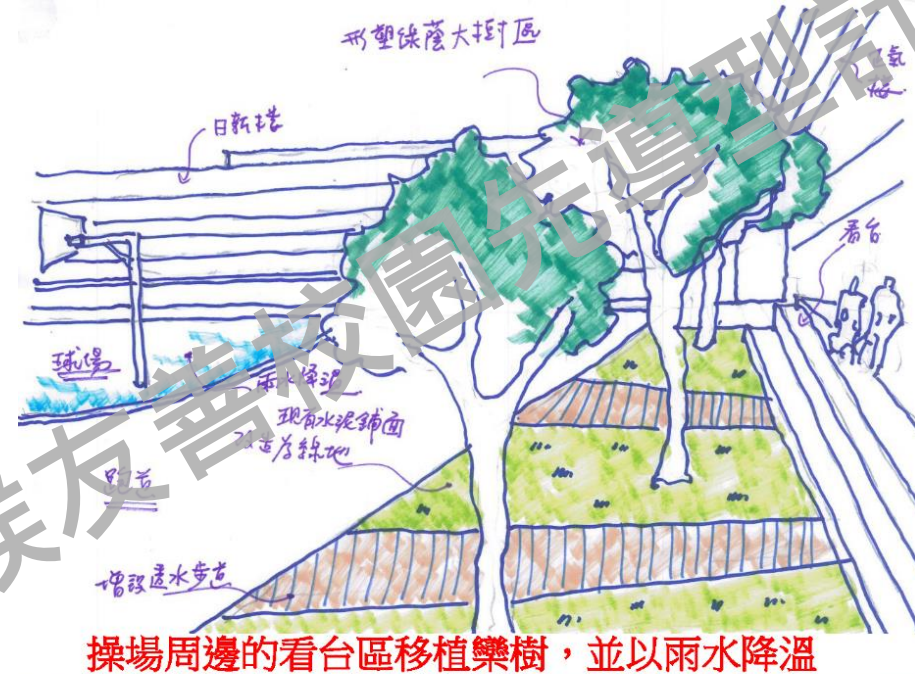 形塑綠蔭大樹區
看台
球場
雨水降溫
現有水泥鋪面
改造為綠地
跑道
增設透水步道
候友善校園先導型計
操場周邊的看台區移植欒樹，並以雨水降溫